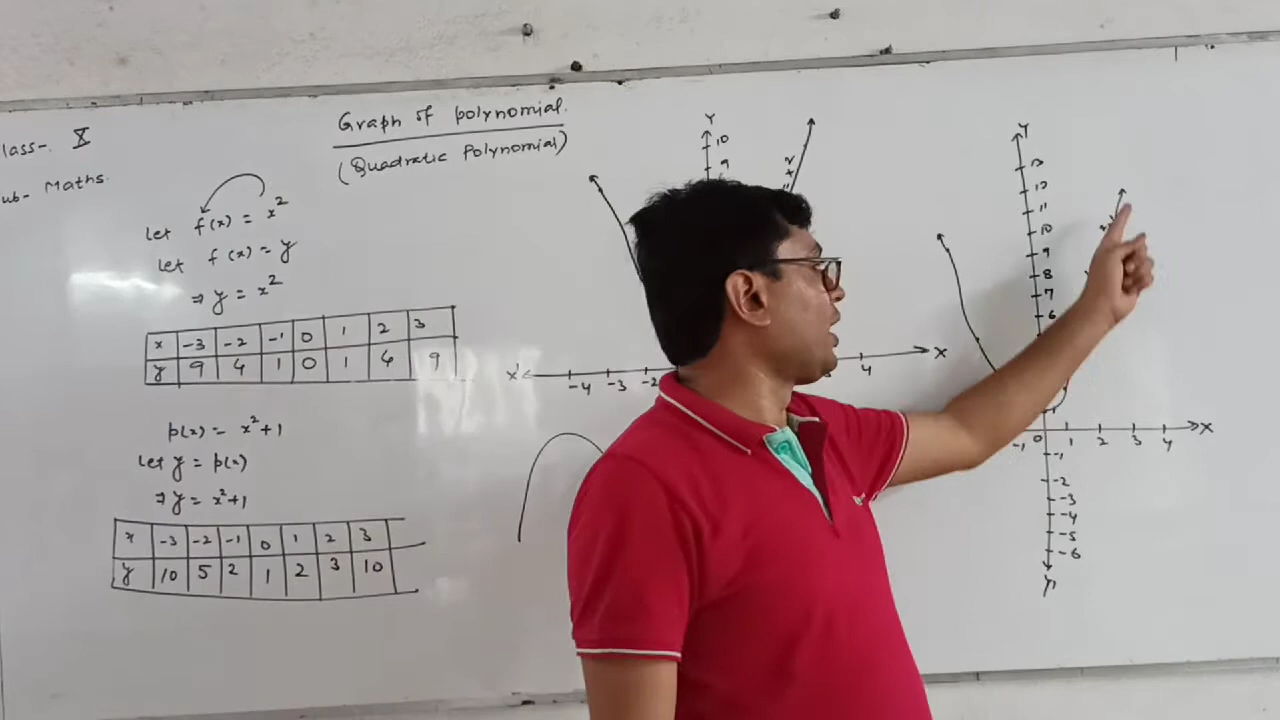 lass-. X
ub- Maths.
Graph of polynomial.
(Quadratic Polynomial)
let f(x) = x²
let f(x) = y
⇒ y = x²
x -3 -2 -1 0 1 2 3
y 9 4 1 0 1 4 9
p(x) = x²+1
let y = p(x)
⇒ y = x²+1
x -3 -2 -1 0 1 2 3
y 10 5 2 1 2 3 10
Y
10
9
X' -4 -3 -2 4 X
Y
13
12
11
10
9
8
7
6
-1 0 1 2 3 4 X
-1
-2
-3
-4
-5
-6